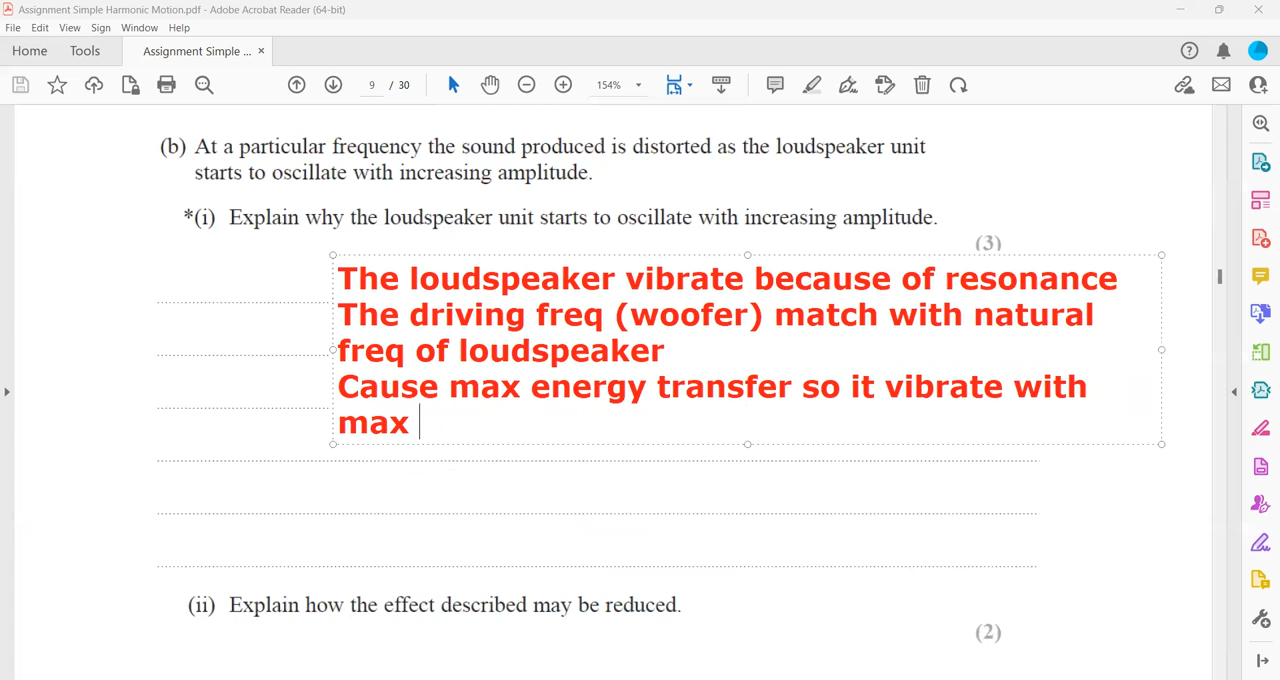 Assignment Simple Harmonic Motion.pdf - Adobe Acrobat Reader (64-bit)
File Edit View Sign Window Help
Home Tools Assignment Simple ... ×
9 / 30 154%
(b) At a particular frequency the sound produced is distorted as the loudspeaker unit
starts to oscillate with increasing amplitude.
*(i) Explain why the loudspeaker unit starts to oscillate with increasing amplitude.
(3)
The loudspeaker vibrate because of resonance
The driving freq (woofer) match with natural
freq of loudspeaker
Cause max energy transfer so it vibrate with
max
(ii) Explain how the effect described may be reduced.
(2)